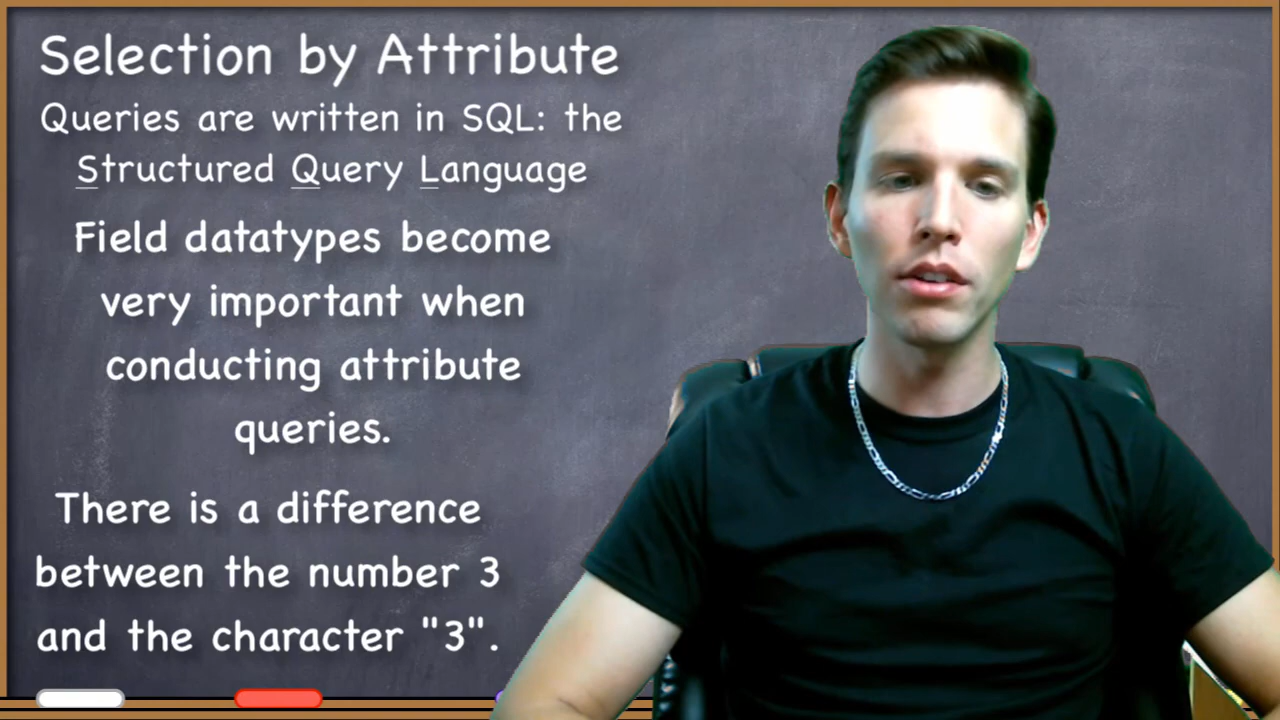 Selection by Attribute
Queries are written in SQL: the
Structured Query Language
Field datatypes become
very important when
conducting attribute
queries.
There is a difference
between the number 3
and the character "3".